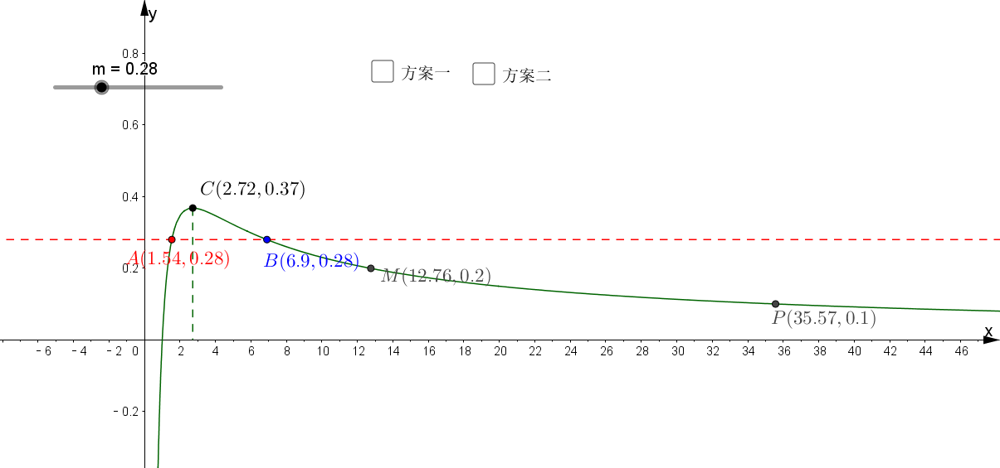 y
0.8
m = 0.28
方案一
方案二
0.6
0.4
C(2.72, 0.37)
A(1.54, 0.28)
B(6.9, 0.28)
0.2
M(12.76, 0.2)
P(35.57, 0.1)
x
- 6 - 4 - 2 0 2 4 6 8 10 12 14 16 18 20 22 24 26 28 30 32 34 36 38 40 42 44 46
- 0.2